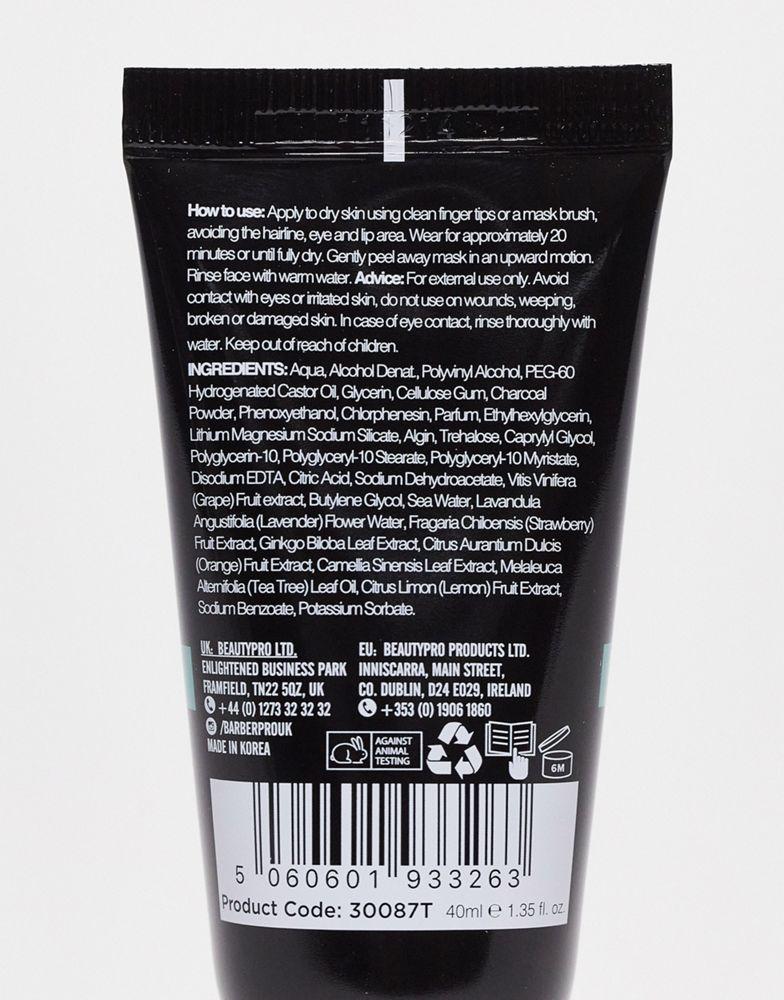 How to use: Apply to dry skin using clean finger tips or a mask brush,
avoiding the hairline, eye and lip area. Wear for approximately 20
minutes or until fully dry. Gently peel away mask in an upward motion.
Rinse face with warm water. Advice: For external use only. Avoid
contact with eyes or irritated skin, do not use on wounds, weeping,
broken or damaged skin. In case of eye contact, rinse thoroughly with
water. Keep out of reach of children.
INGREDIENTS: Aqua, Alcohol Denat., Polyvinyl Alcohol, PEG-60
Hydrogenated Castor Oil, Glycerin, Cellulose Gum, Charcoal
Powder, Phenoxyethanol, Chlorphenesin, Parfum, Ethylhexylglycerin,
Lithium Magnesium Sodium Silicate, Algin, Trehalose, Caprylyl Glycol,
Polyglycerin-10, Polyglyceryl-10 Stearate, Polyglyceryl-10 Myristate,
Disodium EDTA, Citric Acid, Sodium Dehydroacetate, Vitis Vinifera
(Grape) Fruit extract, Butylene Glycol, Sea Water, Lavandula
Angustifolia (Lavender) Flower Water, Fragaria Chiloensis (Strawberry)
Fruit Extract, Ginkgo Biloba Leaf Extract, Citrus Aurantium Dulcis
(Orange) Fruit Extract, Camellia Sinensis Leaf Extract, Melaleuca
Alternifolia (Tea Tree) Leaf Oil, Citrus Limon (Lemon) Fruit Extract,
Sodium Benzoate, Potassium Sorbate.
UK: BEAUTYPRO LTD.
ENLIGHTENED BUSINESS PARK
FRAMFIELD, TN22 5QZ, UK
+44 (0) 1273 32 32 32
/BARBERPROUK
MADE IN KOREA
EU: BEAUTYPRO PRODUCTS LTD.
INNISCARRA, MAIN STREET,
CO. DUBLIN, D24 E029, IRELAND
+353 (0) 1906 1860
AGAINST
ANIMAL
TESTING
6M
5 060601 933263
Product Code: 30087T 40ml ℮ 1.35 fl. oz.